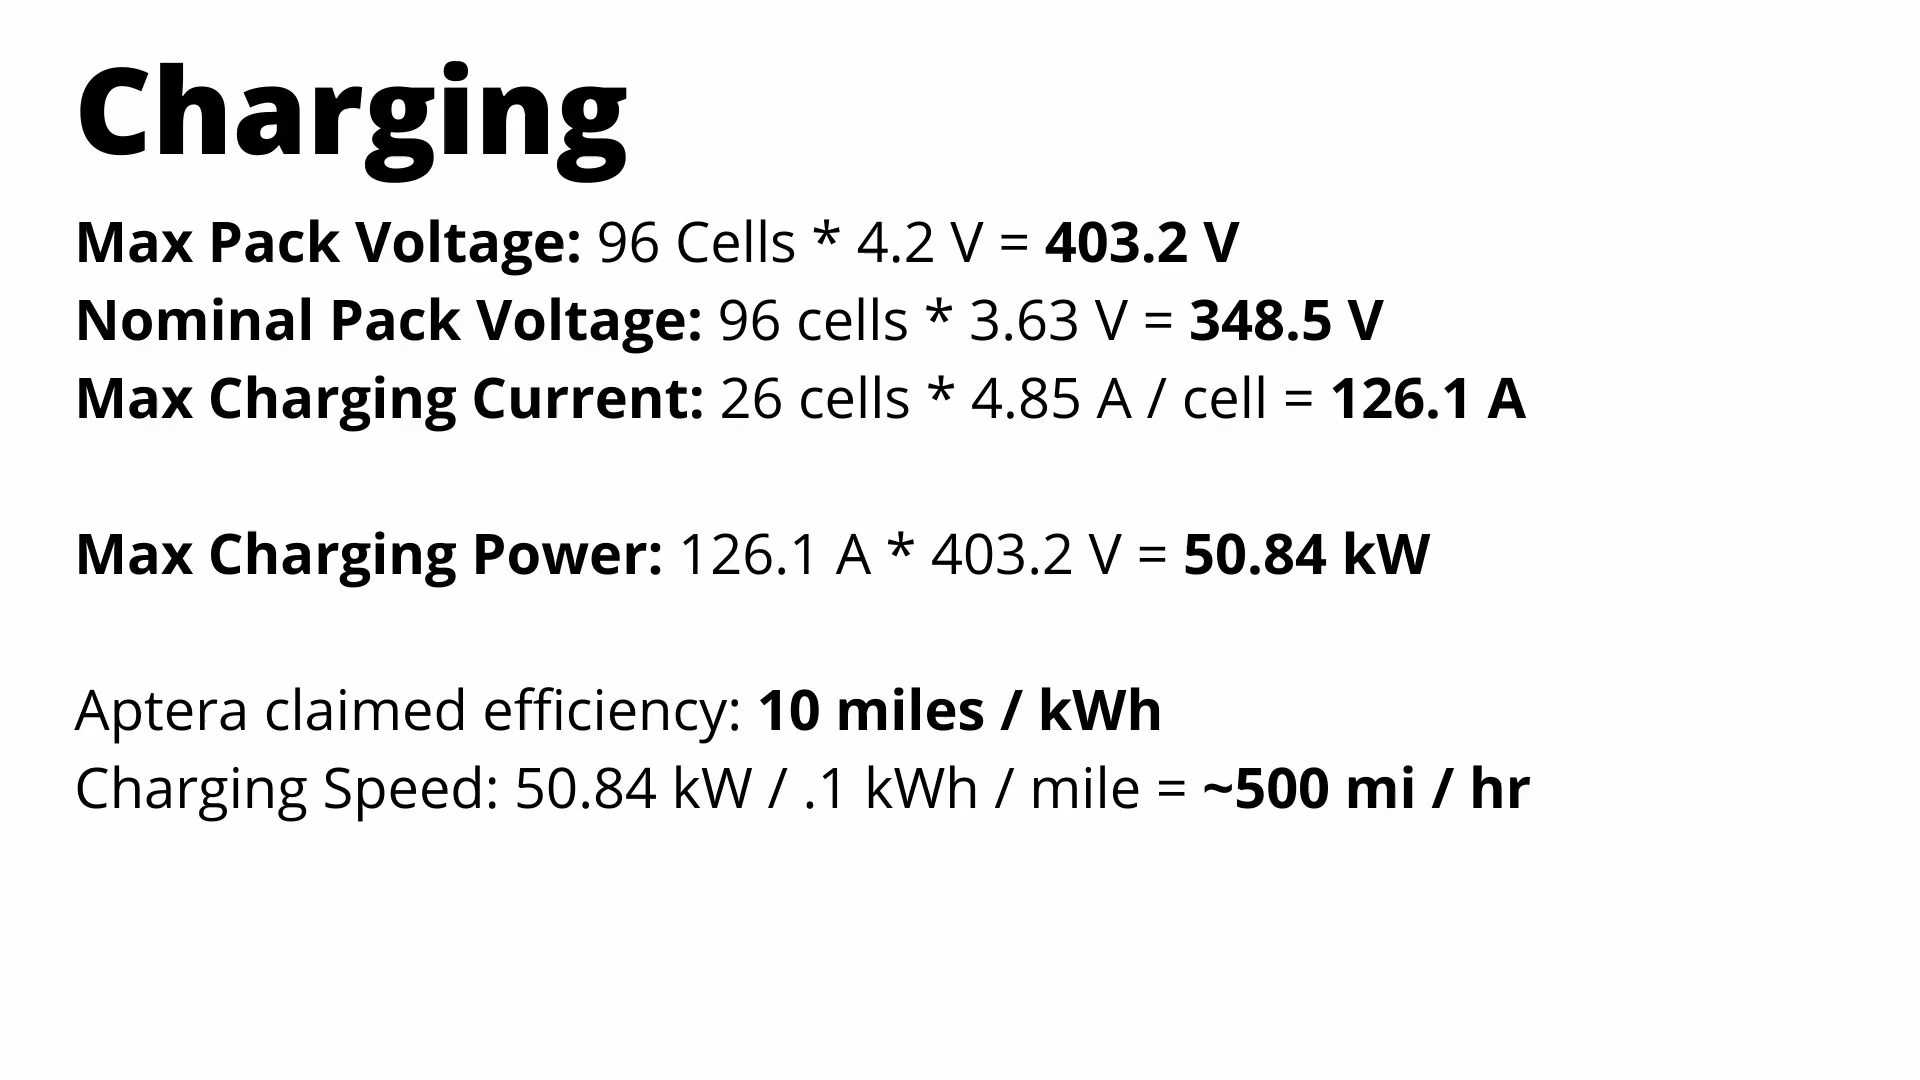 Charging
Max Pack Voltage: 96 Cells * 4.2 V = 403.2 V
Nominal Pack Voltage: 96 cells * 3.63 V = 348.5 V
Max Charging Current: 26 cells * 4.85 A / cell = 126.1 A
Max Charging Power: 126.1 A * 403.2 V = 50.84 kW
Aptera claimed efficiency: 10 miles / kWh
Charging Speed: 50.84 kW / .1 kWh / mile = ~500 mi / hr